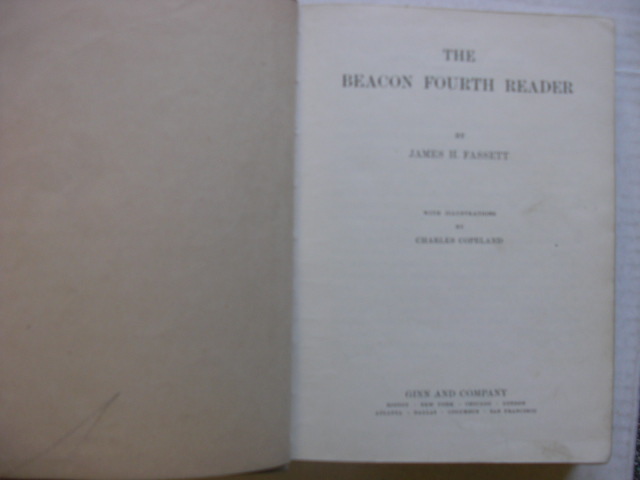 THE
BEACON FOURTH READER
BY
JAMES H. FASSETT
WITH ILLUSTRATIONS
BY
CHARLES COPELAND
GINN AND COMPANY
BOSTON · NEW YORK · CHICAGO · LONDON
ATLANTA · DALLAS · COLUMBUS · SAN FRANCISCO